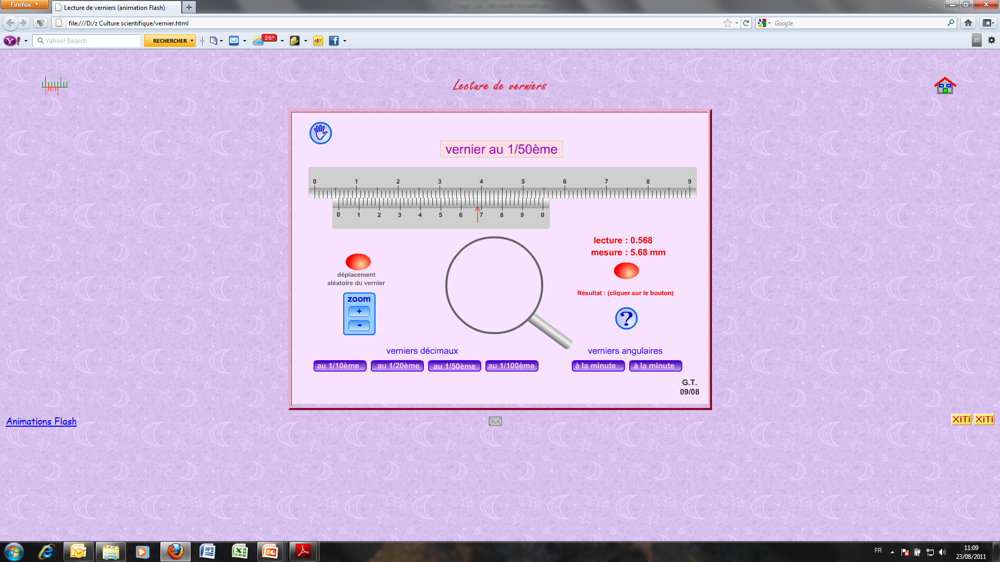 Firefox
Lecture de verniers (animation Flash)
file:///D:/z Culture scientifique/vernier.html
Google
Y!
Yahoo! Search
RECHERCHER
26°
ebY
f
Lecture de verniers
vernier au 1/50ème
0 1 2 3 4 5 6 7 8 9
0 1 2 3 4 5 6 7 8 9 0
lecture : 0.568
mesure : 5.68 mm
déplacement
aléatoire du vernier
zoom
+
-
Résultat : (cliquer sur le bouton)
?
verniers décimaux
verniers angulaires
au 1/10ème
au 1/20ème
au 1/50ème
au 1/100ème
à la minute
à la minute
G.T.
09/08
Animations Flash
XiTi XiTi
FR
11:09
23/08/2011